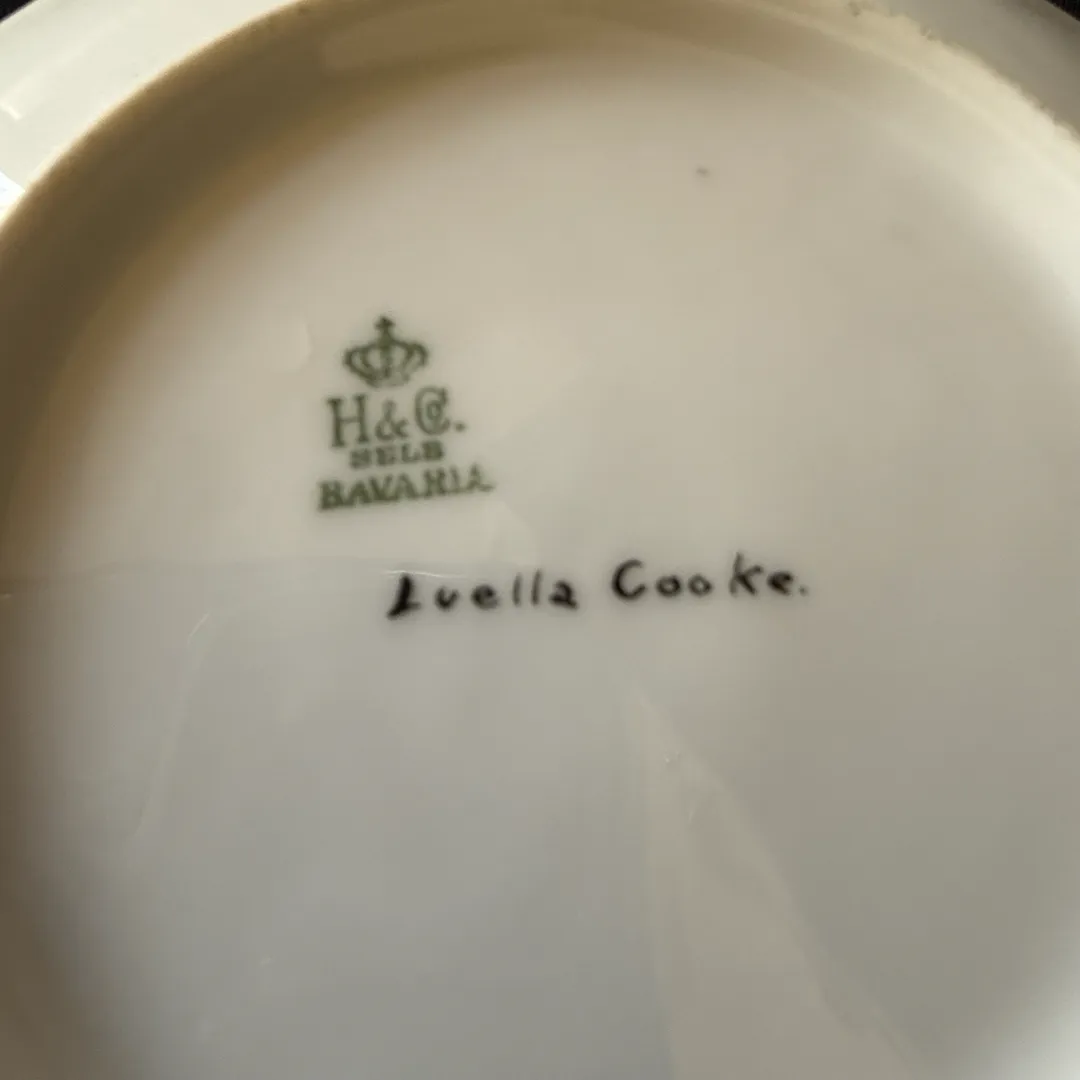 H&Co.
SELB
BAVARIA
Luella Cooke.